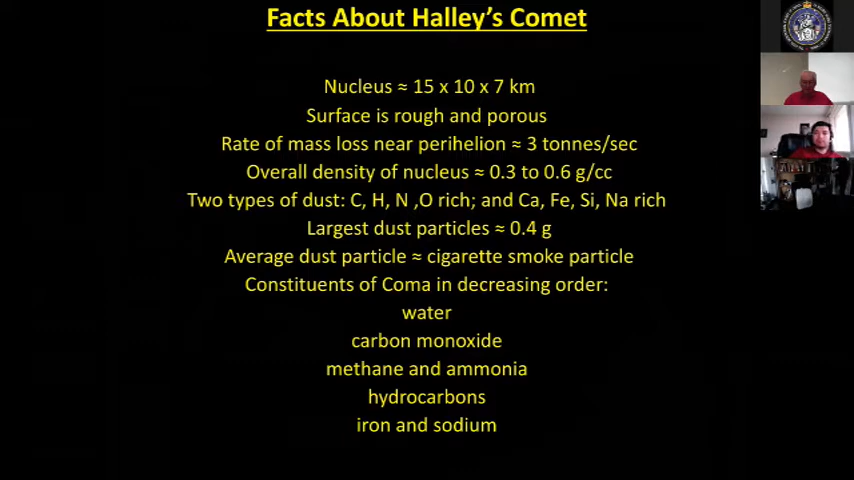 Facts About Halley's Comet
Nucleus ≈ 15 x 10 x 7 km
Surface is rough and porous
Rate of mass loss near perihelion ≈ 3 tonnes/sec
Overall density of nucleus ≈ 0.3 to 0.6 g/cc
Two types of dust: C, H, N ,O rich; and Ca, Fe, Si, Na rich
Largest dust particles ≈ 0.4 g
Average dust particle ≈ cigarette smoke particle
Constituents of Coma in decreasing order:
water
carbon monoxide
methane and ammonia
hydrocarbons
iron and sodium